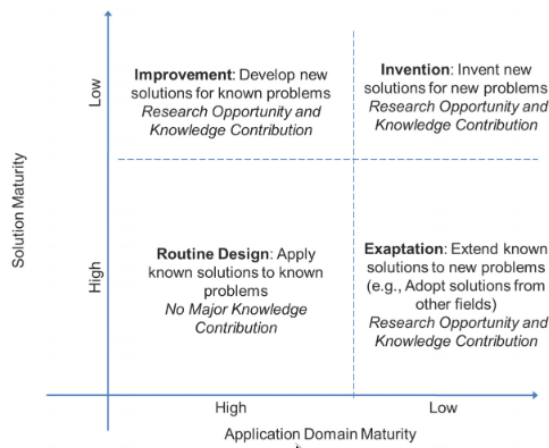 Improvement: Develop new
solutions for known problems
Research Opportunity and
Knowledge Contribution
Invention: Invent new
solutions for new problems
Research Opportunity and
Knowledge Contribution
Low
Solution Maturity
High
Routine Design: Apply
known solutions to known
problems
No Major Knowledge
Contribution
Exaptation: Extend known
solutions to new problems
(e.g., Adopt solutions from
other fields)
Research Opportunity and
Knowledge Contribution
High
Low
Application Domain Maturity